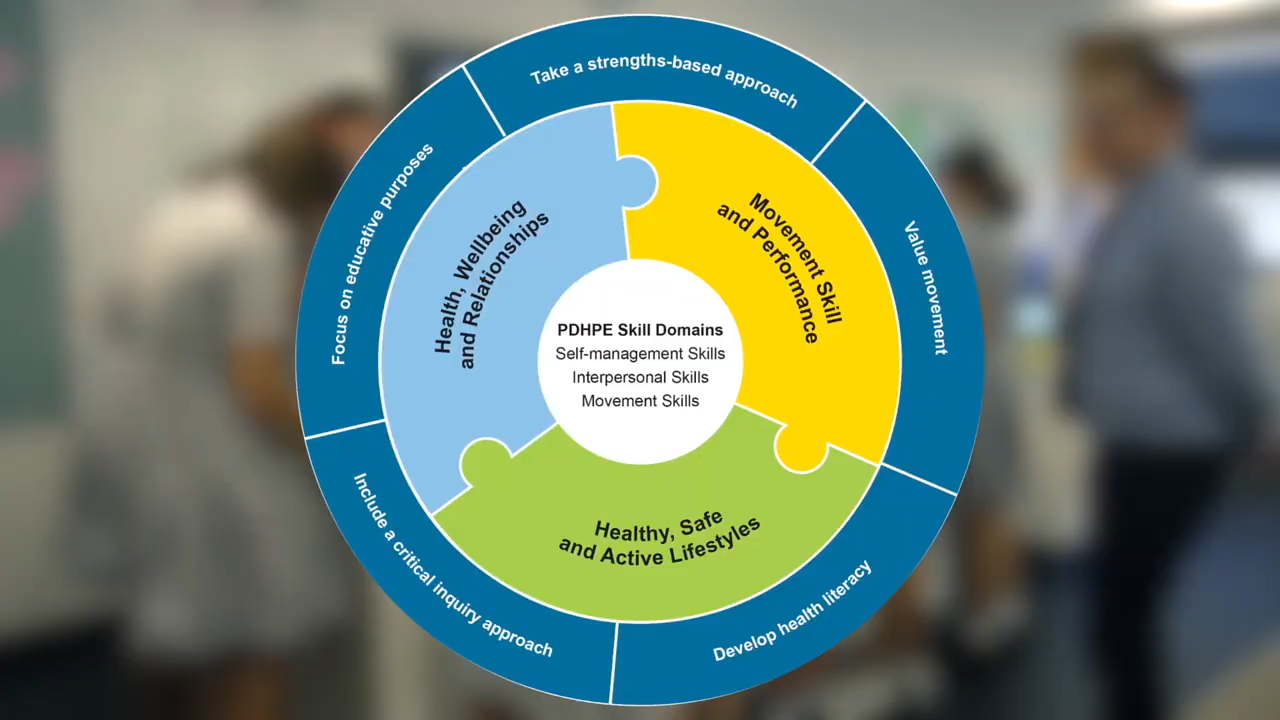 Take a strengths-based approach
Value movement
Develop health literacy
Include a critical inquiry approach
Focus on educative purposes
Health, Wellbeing
and Relationships
Movement Skill
and Performance
Healthy, Safe
and Active Lifestyles
PDHPE Skill Domains
Self-management Skills
Interpersonal Skills
Movement Skills